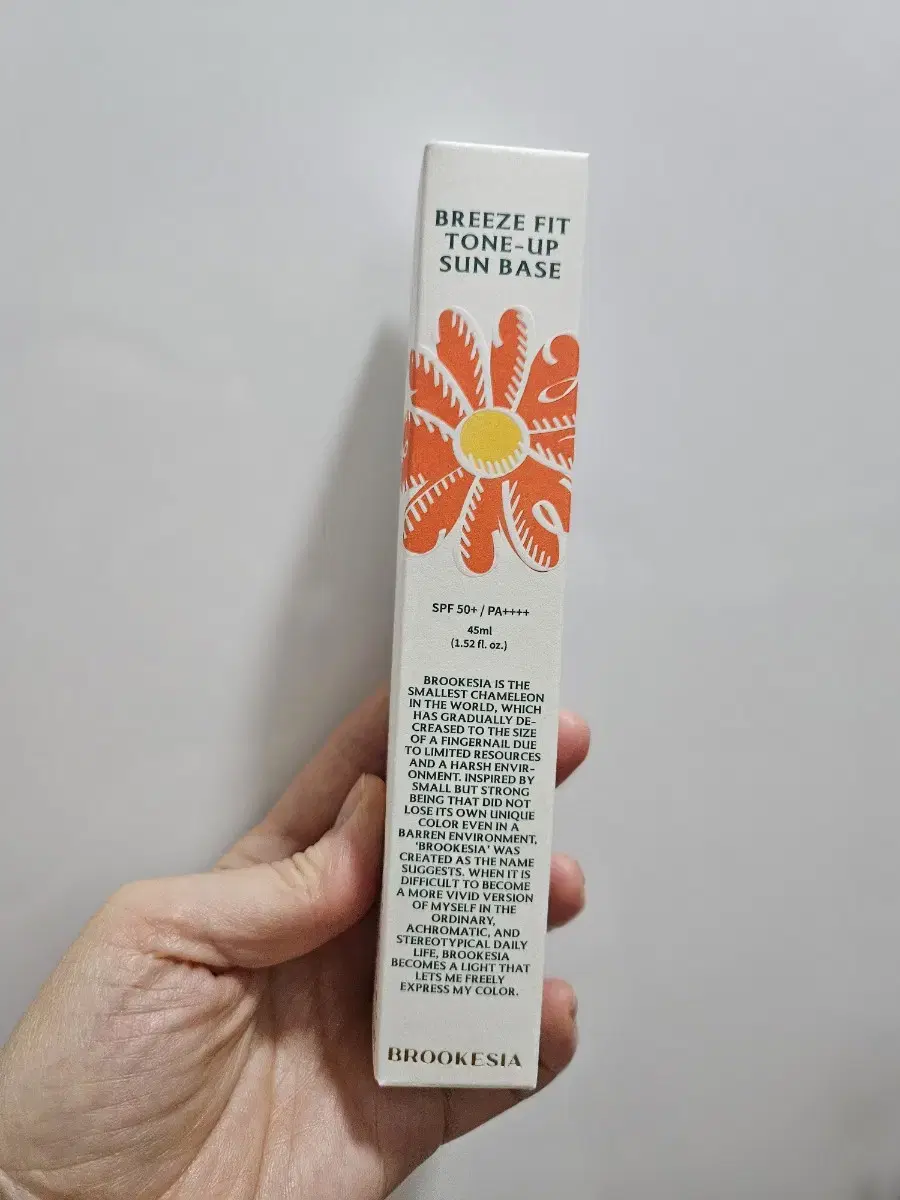 BREEZE FIT
TONE-UP
SUN BASE
SPF 50+ / PA++++
45ml
(1.52 fl. oz.)
BROOKESIA IS THE
SMALLEST CHAMELEON
IN THE WORLD, WHICH
HAS GRADUALLY DE-
CREASED TO THE SIZE
OF A FINGERNAIL DUE
TO LIMITED RESOURCES
AND A HARSH ENVIR-
ONMENT. INSPIRED BY
SMALL BUT STRONG
BEING THAT DID NOT
LOSE ITS OWN UNIQUE
COLOR EVEN IN A
BARREN ENVIRONMENT,
'BROOKESIA' WAS
CREATED AS THE NAME
SUGGESTS. WHEN IT IS
DIFFICULT TO BECOME
A MORE VIVID VERSION
OF MYSELF IN THE
ORDINARY,
ACHROMATIC, AND
STEREOTYPICAL DAILY
LIFE, BROOKESIA
BECOMES A LIGHT THAT
LETS ME FREELY
EXPRESS MY COLOR.
BROOKESIA